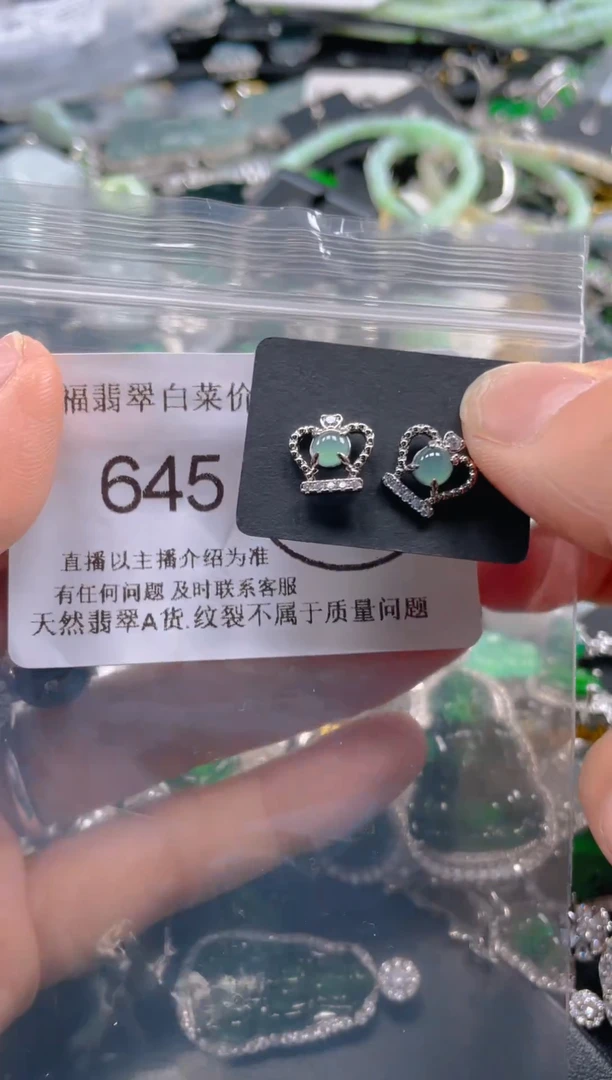 福翡翠白菜价
645
直播以主播介绍为准
有任何问题 及时联系客服
天然翡翠A货.纹裂不属于质量问题